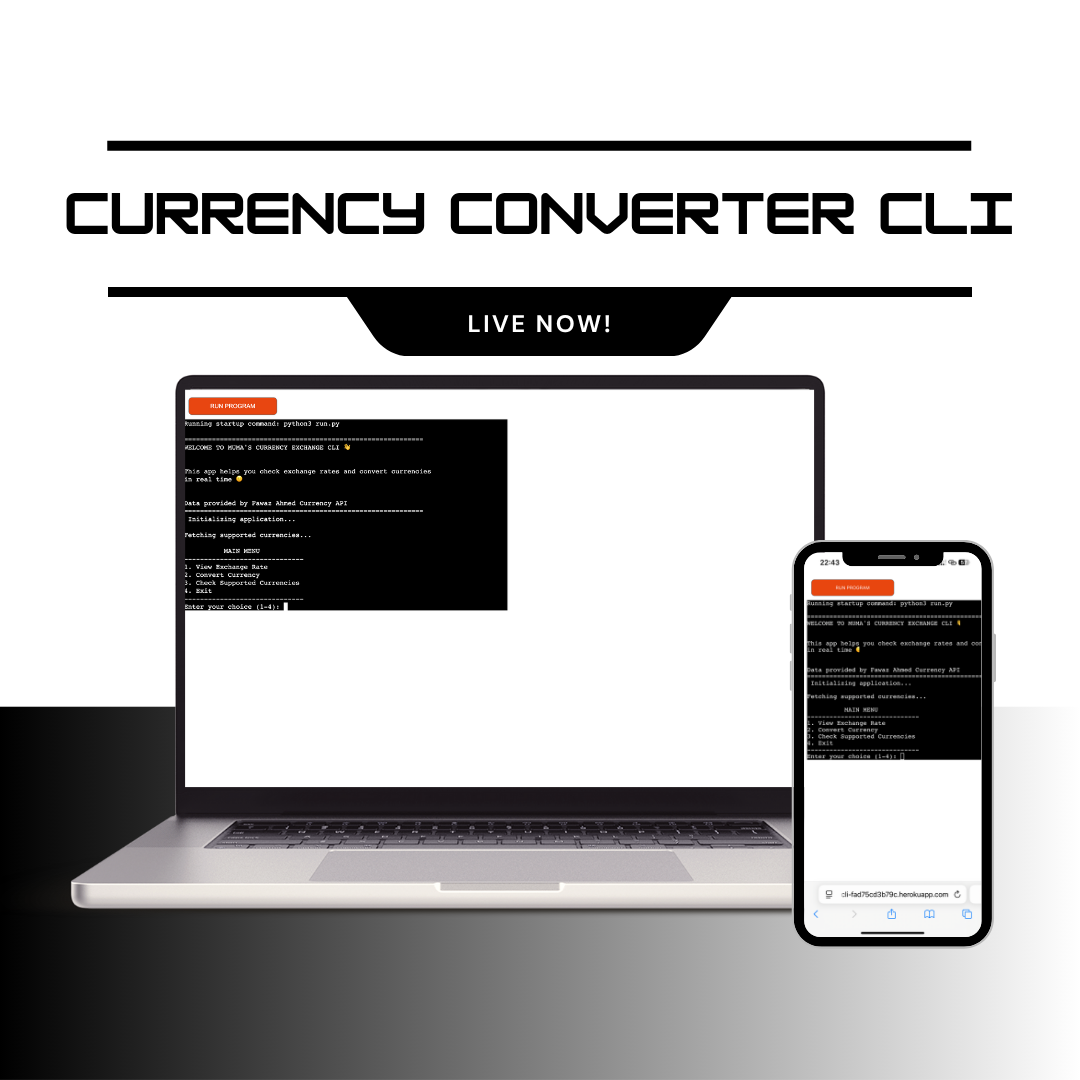 CURRENCY CONVERTER CLI
LIVE NOW!
RUN PROGRAM
Running startup command: python3 run.py
WELCOME TO MUMA'S CURRENCY EXCHANGE CLI 👋
This app helps you check exchange rates and convert currencies
in real time 🪙
Data provided by Fawaz Ahmed Currency API
Initializing application...
Fetching supported currencies...
MAIN MENU
1. View Exchange Rate
2. Convert Currency
3. Check Supported Currencies
4. Exit
Enter your choice (1-4):
22:43
RUN PROGRAM
Running startup command: python3 run.py
WELCOME TO MUMA'S CURRENCY EXCHANGE CLI
This app helps you check exchange rates and con
in real time
Data provided by Fawaz Ahmed Currency API
Initializing application...
Fetching supported currencies...
MAIN MENU
1. View Exchange Rate
2. Convert Currency
3. Check Supported Currencies
4. Exit
Enter your choice (1-4):
cli-fad75cd3b79c.herokuapp.com